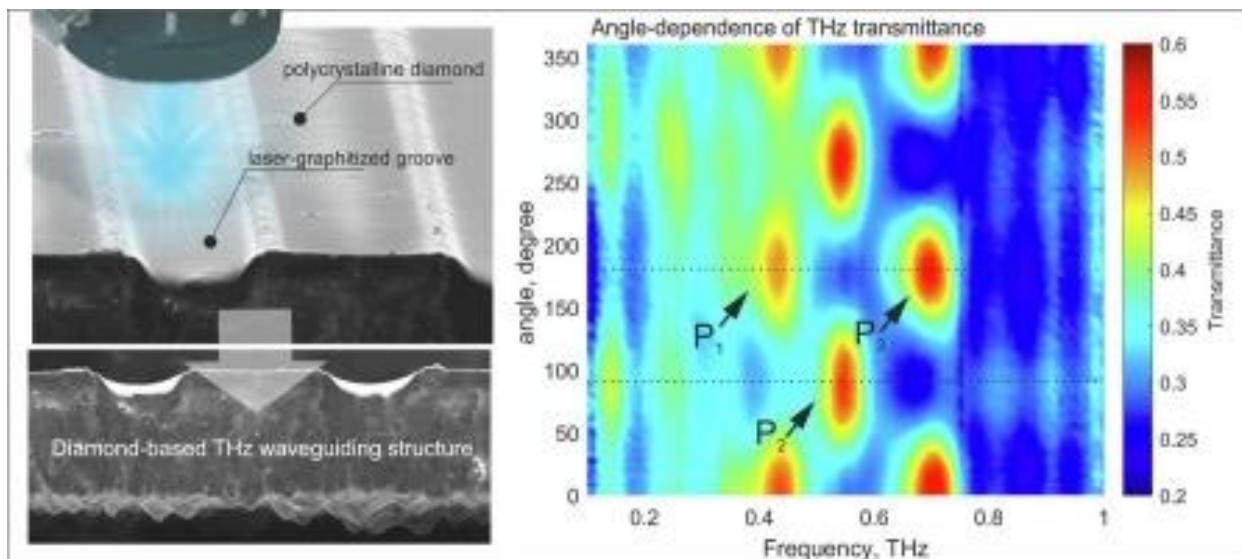 polycrystalline diamond
laser-graphitized groove
Diamond-based THz waveguiding structure
Angle-dependence of THz transmittance
350
300
250
200
150
100
50
0
angle, degree
P1
P2
P3
0.2
0.4
0.6
0.8
1
Frequency, THz
0.6
0.55
0.5
0.45
0.4
0.35
0.3
0.25
0.2
Transmittance